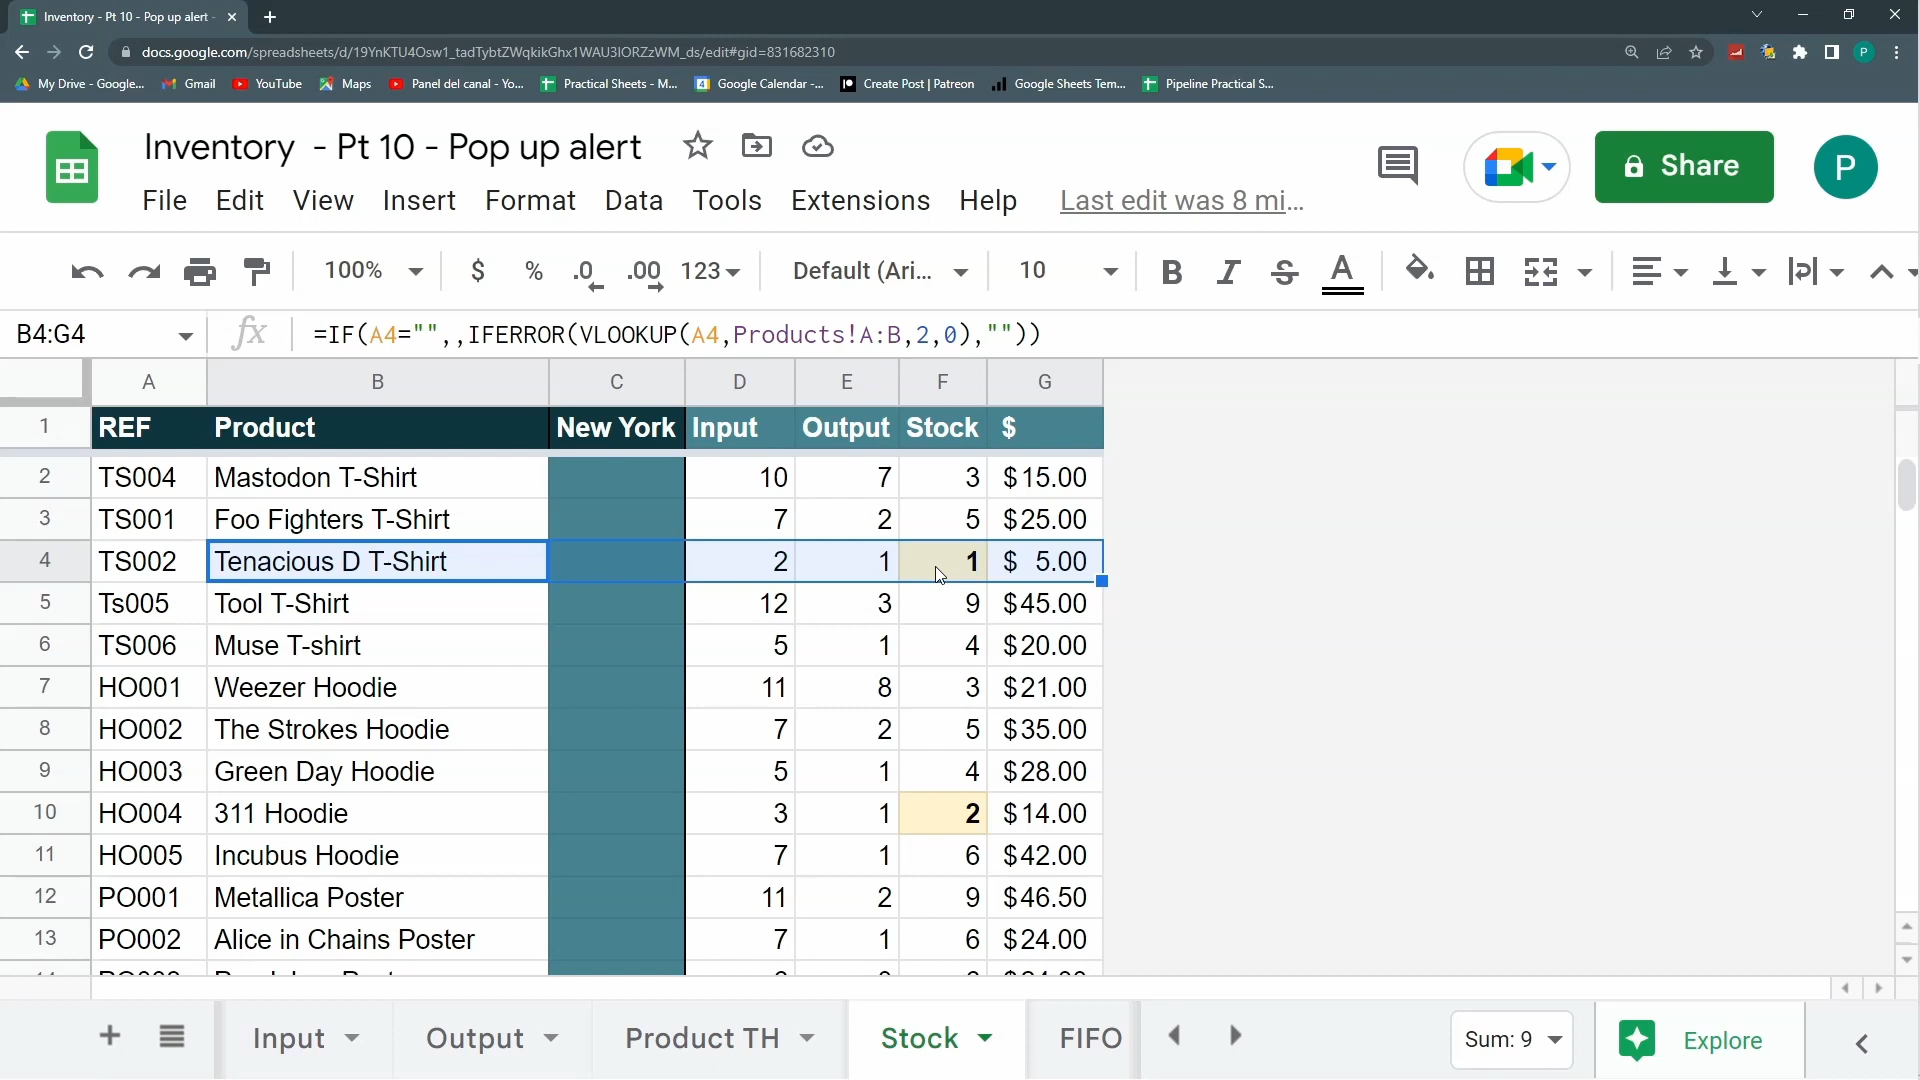 Inventory - Pt 10 - Pop up alert -
docs.google.com/spreadsheets/d/19YnKTU4Osw1_tadTybtZWqkikGhx1WAU3IORZzWM_ds/edit#gid=831682310
P
My Drive - Google... Gmail YouTube Maps Panel del canal - Yo... Practical Sheets - M... Google Calendar -... Create Post | Patreon Google Sheets Tem... Pipeline Practical S...
Inventory - Pt 10 - Pop up alert
Share
P
File Edit View Insert Format Data Tools Extensions Help Last edit was 8 mi...
100% $ % .0 .00 123 Default (Ari... 10 B I S A
B4:G4 fx =IF(A4="",,IFERROR(VLOOKUP(A4,Products!A:B,2,0),""))
A B C D E F G
1 REF Product New York Input Output Stock $
2 TS004 Mastodon T-Shirt 10 7 3 $15.00
3 TS001 Foo Fighters T-Shirt 7 2 5 $25.00
4 TS002 Tenacious D T-Shirt 2 1 1 $ 5.00
5 Ts005 Tool T-Shirt 12 3 9 $45.00
6 TS006 Muse T-shirt 5 1 4 $20.00
7 HO001 Weezer Hoodie 11 8 3 $21.00
8 HO002 The Strokes Hoodie 7 2 5 $35.00
9 HO003 Green Day Hoodie 5 1 4 $28.00
10 HO004 311 Hoodie 3 1 2 $14.00
11 HO005 Incubus Hoodie 7 1 6 $42.00
12 PO001 Metallica Poster 11 2 9 $46.50
13 PO002 Alice in Chains Poster 7 1 6 $24.00
Input Output Product TH Stock FIFO Sum: 9 Explore